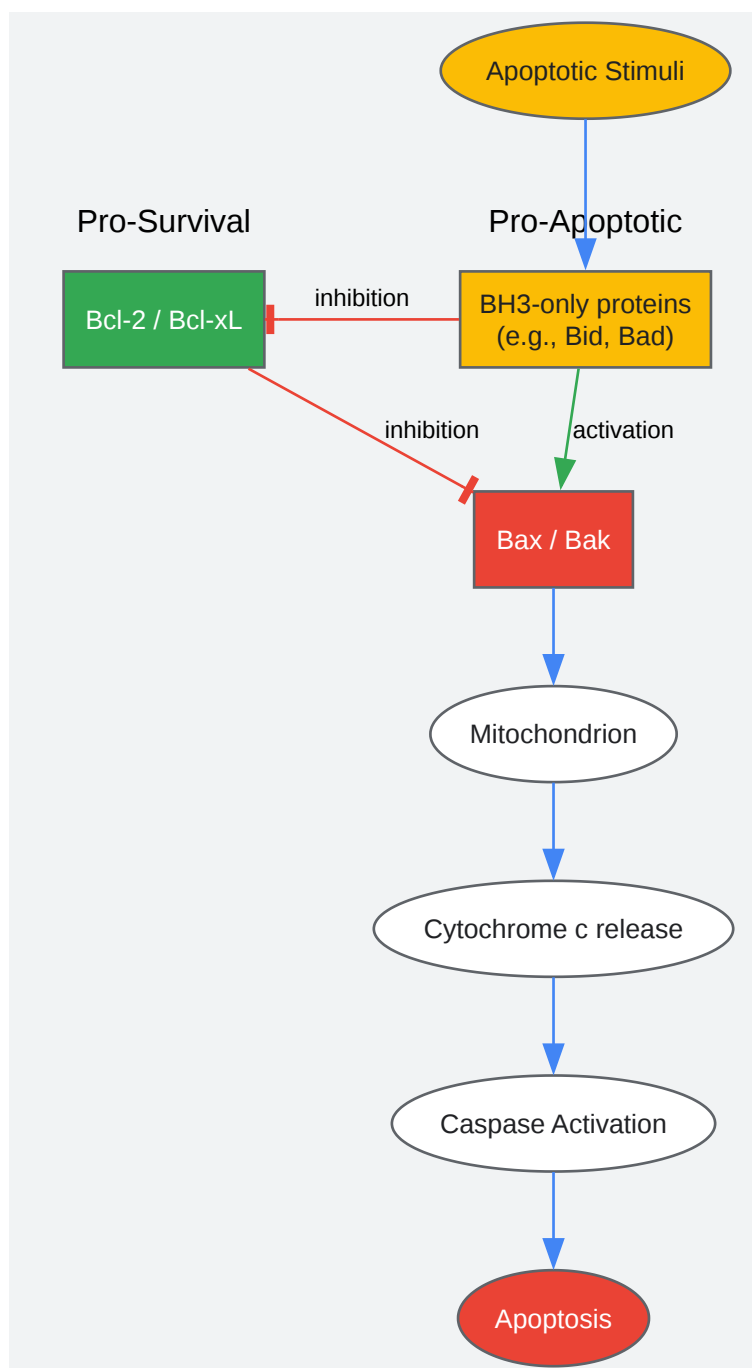 Apoptotic Stimuli
Pro-Survival
Pro-Apoptotic
Bcl-2 / Bcl-xL
inhibition
BH3-only proteins
(e.g., Bid, Bad)
inhibition
activation
Bax / Bak
Mitochondrion
Cytochrome c release
Caspase Activation
Apoptosis